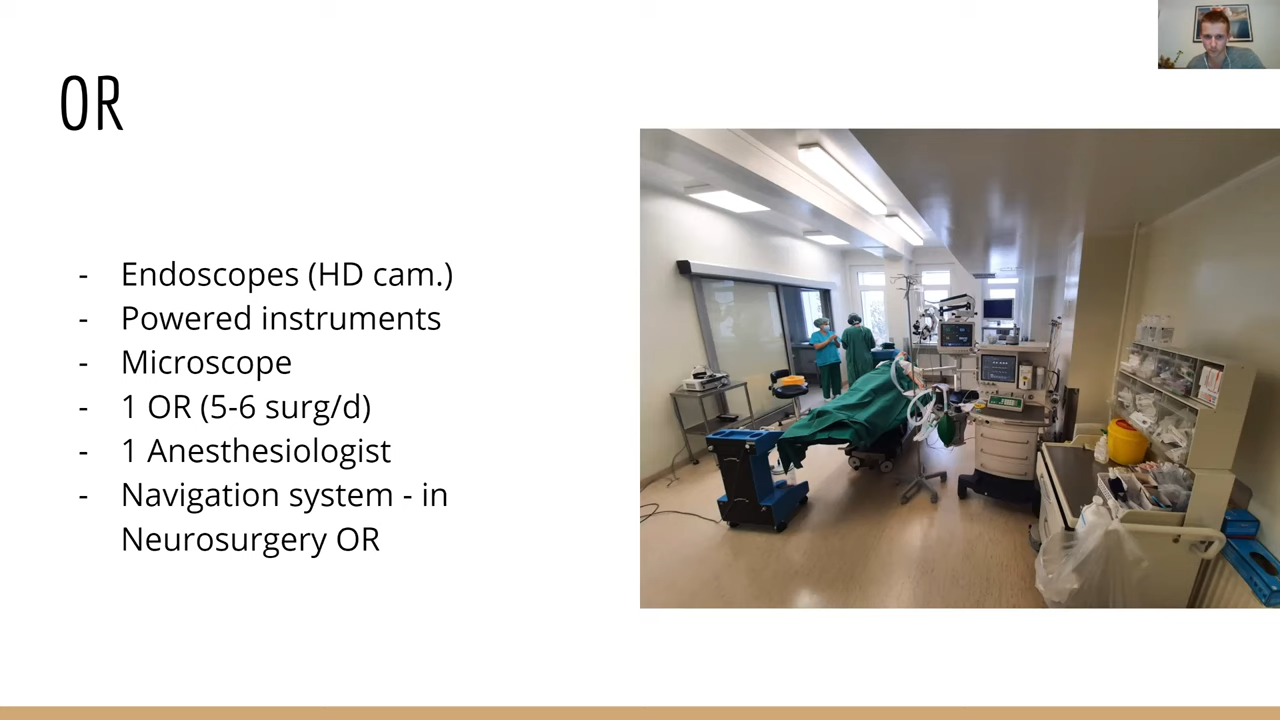 OR
- Endoscopes (HD cam.)
- Powered instruments
- Microscope
- 1 OR (5-6 surg/d)
- 1 Anesthesiologist
- Navigation system - in
Neurosurgery OR